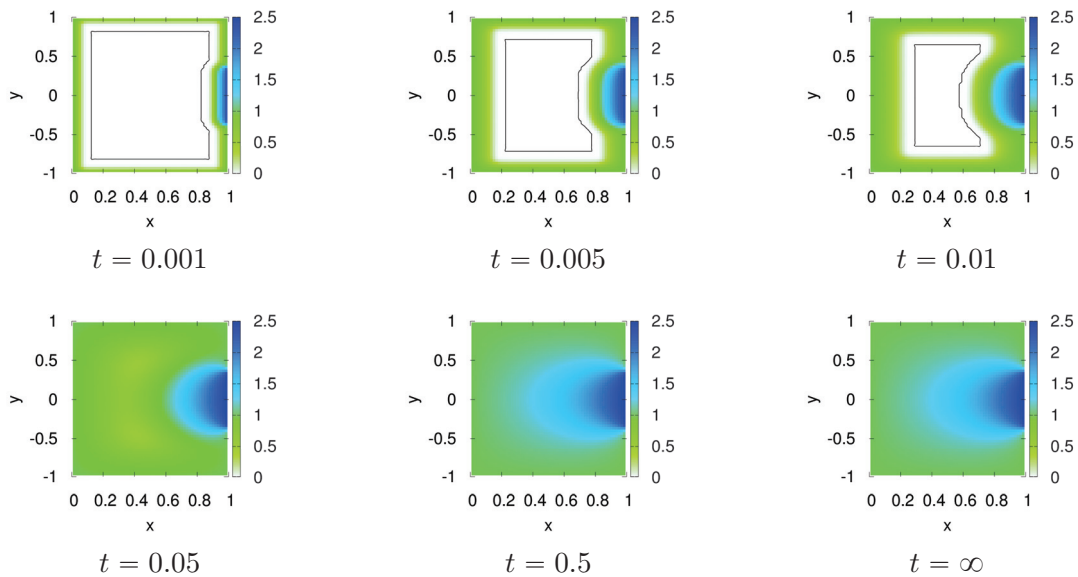 1 2.5 1 2.5 1 2.5
2 2 2
0.5 0.5 0.5
1.5 1.5 1.5
y 0 y 0 y 0
1 1 1
-0.5 0.5 -0.5 0.5 -0.5 0.5
-1 0 -1 0 -1 0
0 0.2 0.4 0.6 0.8 1 0 0.2 0.4 0.6 0.8 1 0 0.2 0.4 0.6 0.8 1
x x x
t = 0.001 t = 0.005 t = 0.01
1 2.5 1 2.5 1 2.5
2 2 2
0.5 0.5 0.5
1.5 1.5 1.5
y 0 y 0 y 0
1 1 1
-0.5 0.5 -0.5 0.5 -0.5 0.5
-1 0 -1 0 -1 0
0 0.2 0.4 0.6 0.8 1 0 0.2 0.4 0.6 0.8 1 0 0.2 0.4 0.6 0.8 1
x x x
t = 0.05 t = 0.5 t = ∞